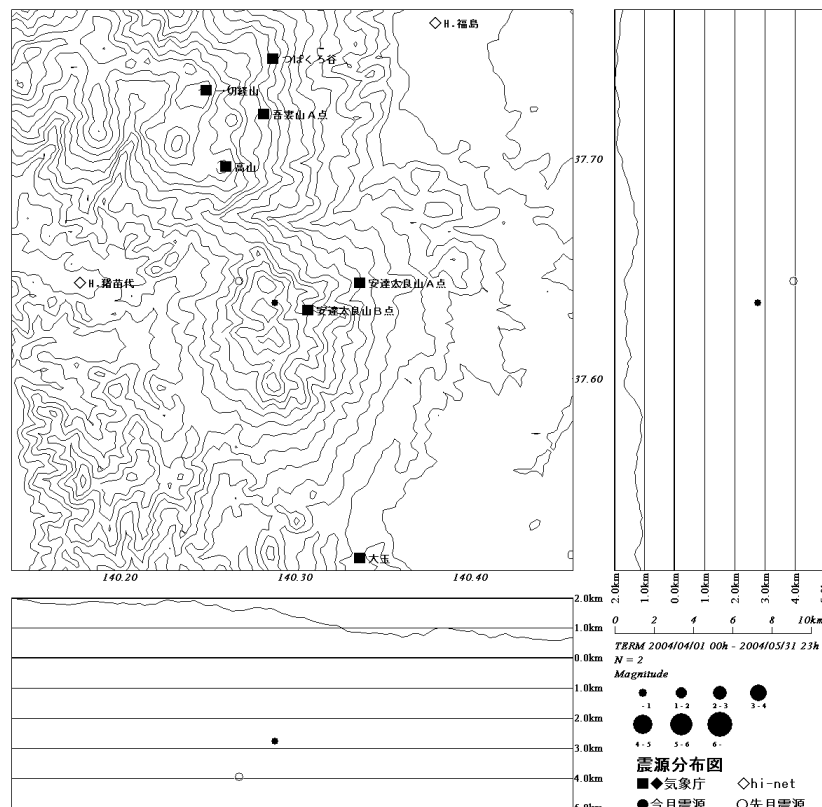 H.福島
つばくろ谷
一切経山
吾妻山A点
高山
37.70
H.猪苗代
安達太良山A点
安達太良山B点
37.60
大玉
140.20
140.30
140.40
2.0km
1.0km
0.0km
1.0km
2.0km
3.0km
4.0km
2.0km
1.0km
0.0km
1.0km
2.0km
3.0km
4.0km
0 2 4 6 8 10km
TERM 2004/04/01 00h - 2004/05/31 23h
N = 2
Magnitude
- 1 1 - 2 2 - 3 3 - 4
4 - 5 5 - 6 6 -
震源分布図
気象庁 hi-net
今月震源 先月震源